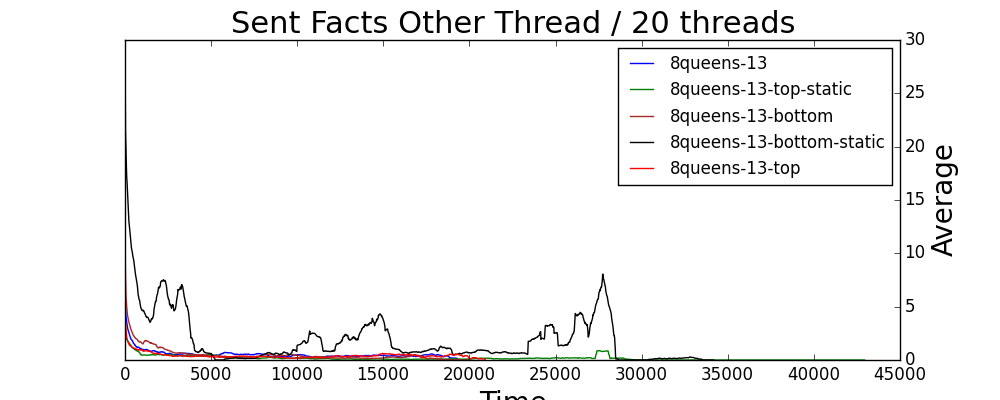 Sent Facts Other Thread / 20 threads
8queens-13
8queens-13-top-static
8queens-13-bottom
8queens-13-bottom-static
8queens-13-top
30
25
20
15
10
5
0
Average
0 5000 10000 15000 20000 25000 30000 35000 40000 45000
Time